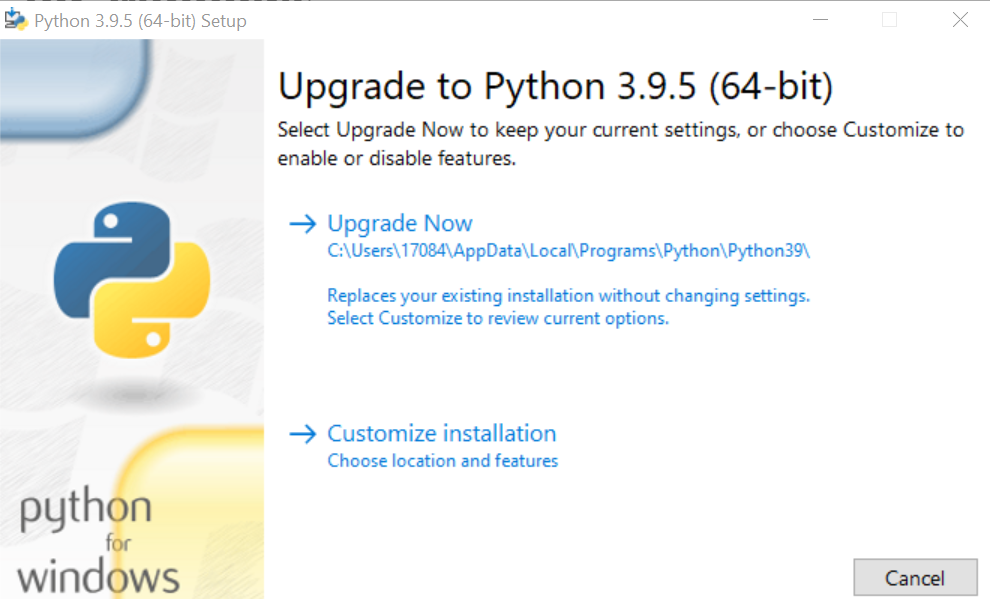 Python 3.9.5 (64-bit) Setup
Upgrade to Python 3.9.5 (64-bit)
Select Upgrade Now to keep your current settings, or choose Customize to
enable or disable features.
→ Upgrade Now
C:\Users\17084\AppData\Local\Programs\Python\Python39\
Replaces your existing installation without changing settings.
Select Customize to review current options.
→ Customize installation
Choose location and features
python
for
windows
Cancel